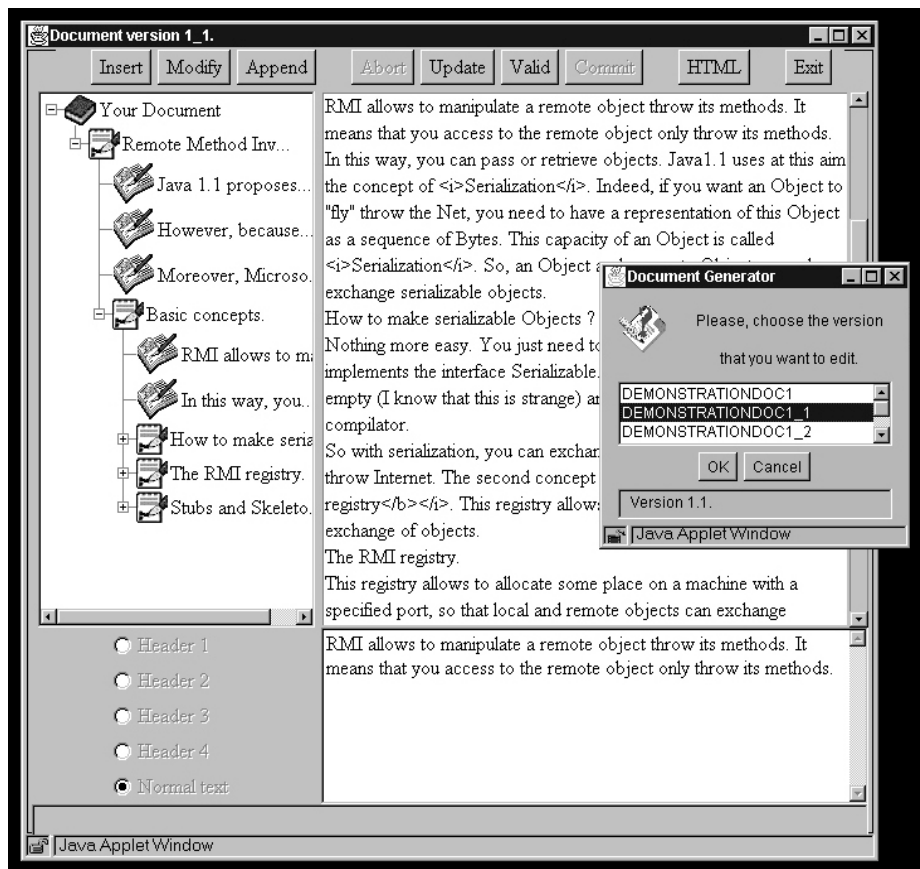 Document version 1_1.
Insert Modify Append Abort Update Valid Commit HTML Exit
Your Document
Remote Method Inv...
Java 1.1 proposes...
However, because...
Moreover, Microso.
Basic concepts.
RMI allows to ma
In this way, you..
How to make seria
The RMI registry.
Stubs and Skeleto.
RMI allows to manipulate a remote object throw its methods. It
means that you access to the remote object only throw its methods.
In this way, you can pass or retrieve objects. Java1.1 uses at this aim
the concept of <i>Serialization</i>. Indeed, if you want an Object to
"fly" throw the Net, you need to have a representation of this Object
as a sequence of Bytes. This capacity of an Object is called
<i>Serialization</i>. So, an Object a
exchange serializable objects.
How to make serializable Objects ?
Nothing more easy. You just need to
implements the interface Serializable.
empty (I know that this is strange) a
compilator.
So with serialization, you can exchan
throw Internet. The second concept
registry</b></i>. This registry allow
exchange of objects.
The RMI registry.
This registry allows to allocate some place on a machine with a
specified port, so that local and remote objects can exchange
Document Generator
Please, choose the version
that you want to edit.
DEMONSTRATIONDOC1
DEMONSTRATIONDOC1_1
DEMONSTRATIONDOC1_2
OK Cancel
Version 1.1.
Java Applet Window
Header 1
Header 2
Header 3
Header 4
Normal text
RMI allows to manipulate a remote object throw its methods. It
means that you access to the remote object only throw its methods.
Java Applet Window